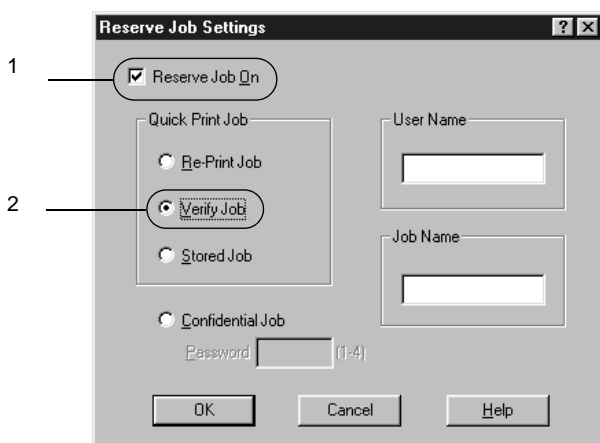 Reserve Job Settings
1
Reserve Job On
Quick Print Job
User Name
Re-Print Job
2
Verify Job
Job Name
Stored Job
Confidential Job
Password (1-4)
OK Cancel Help